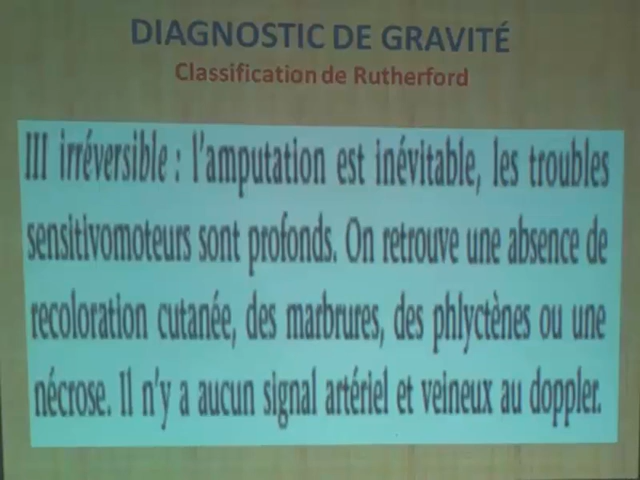 DIAGNOSTIC DE GRAVITÉ
Classification de Rutherford
III irréversible : l'amputation est inévitable, les troubles
sensitivomoteurs sont profonds. On retrouve une absence de
recoloration cutanée, des marbrures, des phlyctènes ou une
nécrose. Il n'y a aucun signal artériel et veineux au doppler.